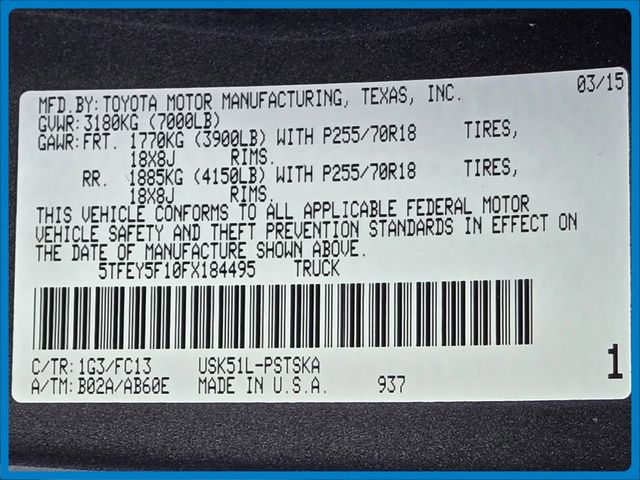 03/15
MFD.BY:TOYOTA MOTOR MANUFACTURING, TEXAS, INC.
GVWR:3180KG (7000LB)
GAWR:FRT. 1770KG (3900LB) WITH P255/70R18 TIRES,
18X8J RIMS.
RR. 1885KG (4150LB) WITH P255/70R18 TIRES,
18X8J RIMS.
THIS VEHICLE CONFORMS TO ALL APPLICABLE FEDERAL MOTOR
VEHICLE SAFETY AND THEFT PREVENTION STANDARDS IN EFFECT ON
THE DATE OF MANUFACTURE SHOWN ABOVE.
5TFEY5F10FX184495 TRUCK
C/TR:1G3/FC13 USK51L-PSTSKA
A/TM:B02A/AB60E MADE IN U.S.A. 937
1